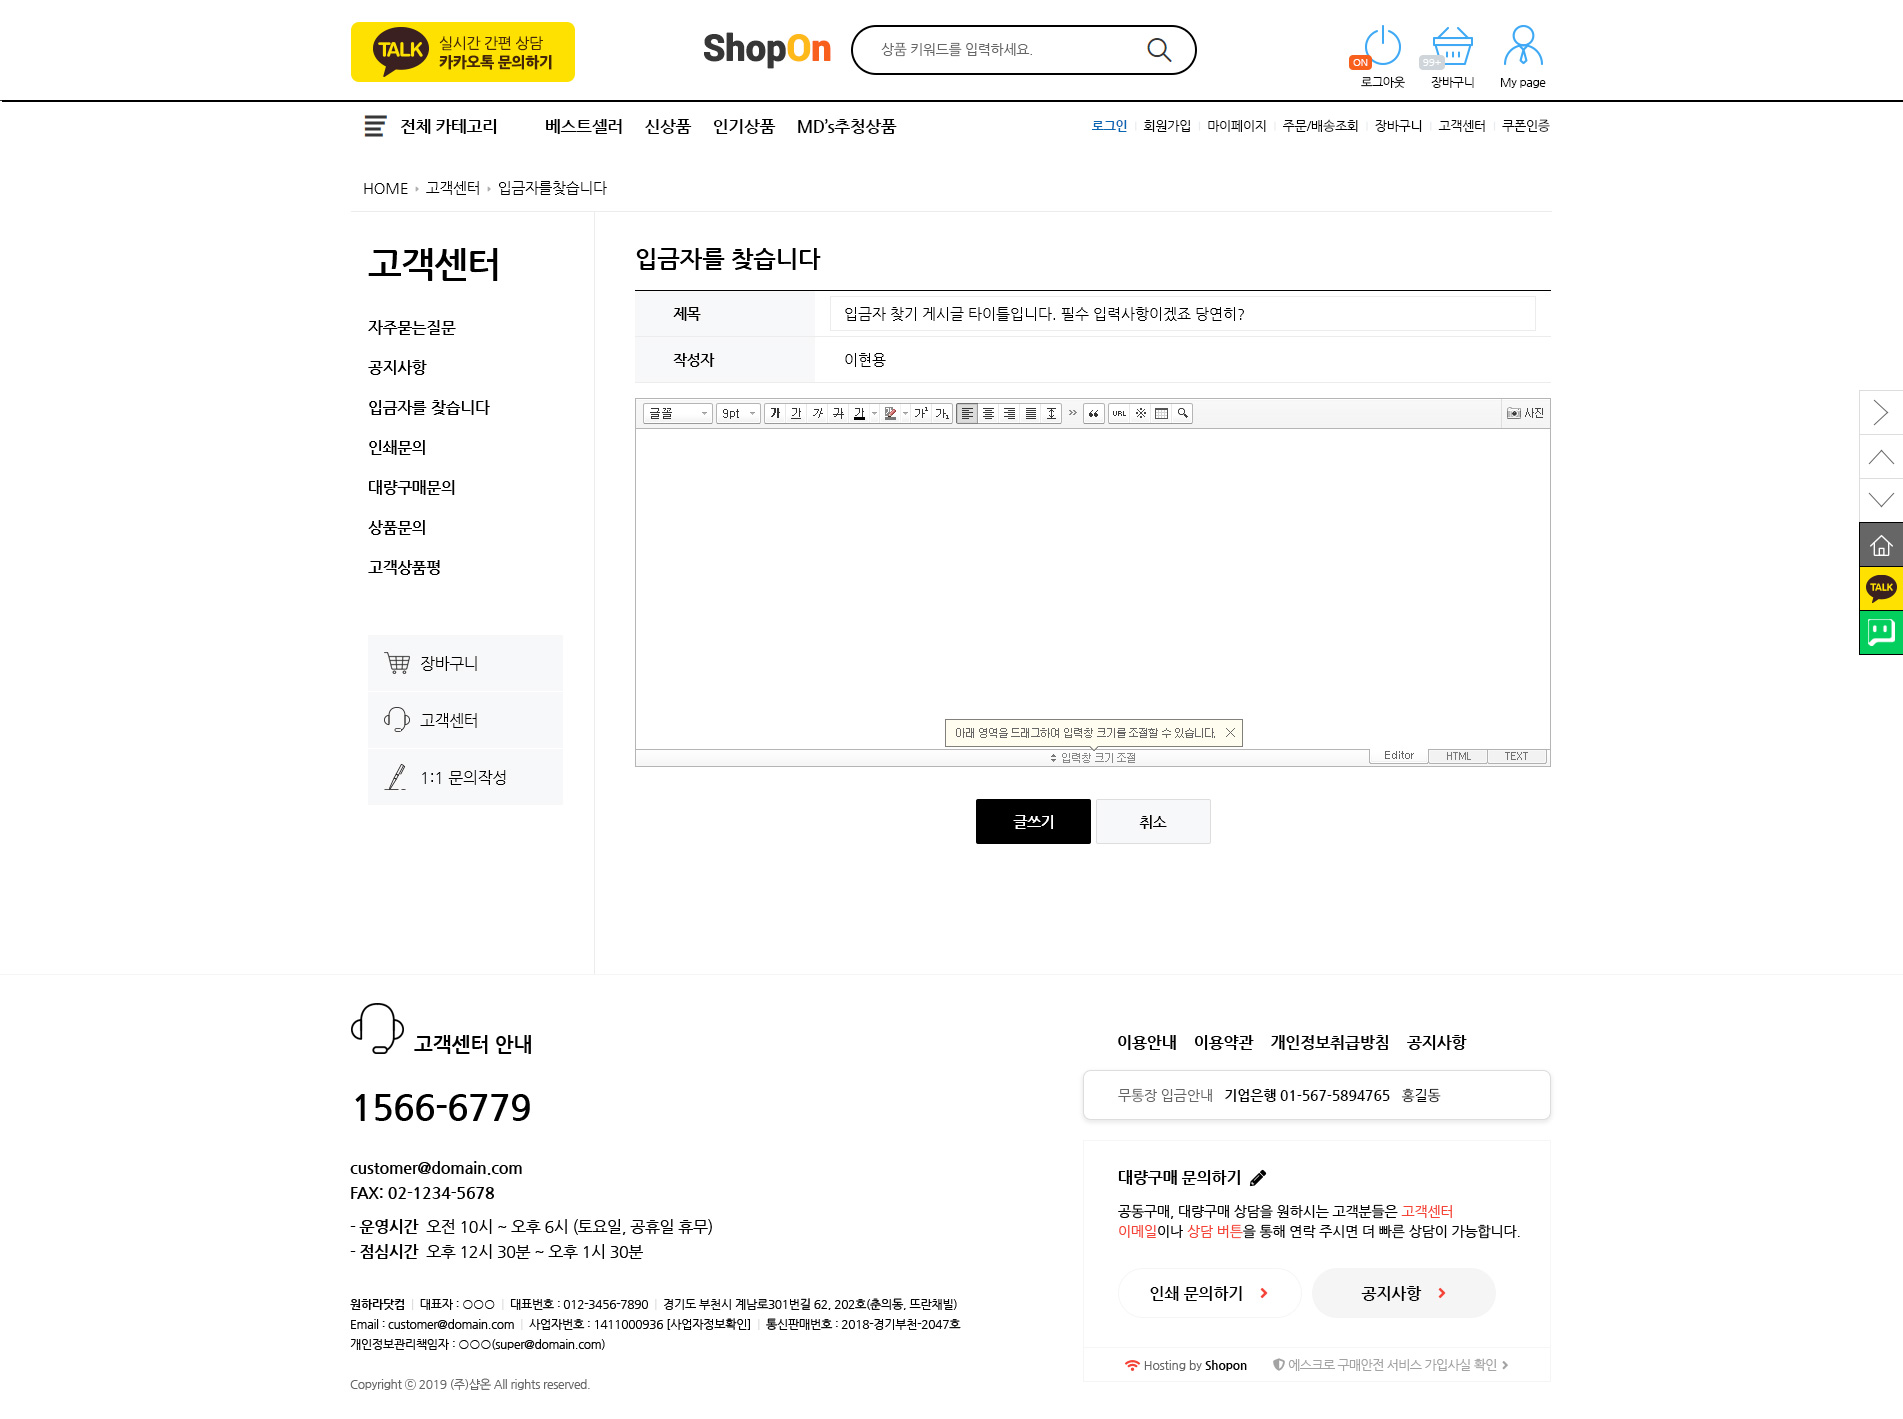 TALK 실시간 간편 상담
카카오톡 문의하기
ShopOn
상품 키워드를 입력하세요.
ON 99+
로그아웃 장바구니 My page
전체 카테고리 베스트셀러 신상품 인기상품 MD's추청상품
로그인 회원가입 마이페이지 주문/배송조회 장바구니 고객센터 쿠폰인증
HOME 고객센터 입금자를찾습니다
고객센터
자주묻는질문
공지사항
입금자를 찾습니다
인쇄문의
대량구매문의
상품문의
고객상품평
장바구니
고객센터
1:1 문의작성
입금자를 찾습니다
제목 입금자 찾기 게시글 타이틀입니다. 필수 입력사항이겠죠 당연히?
작성자 이현용
글꼴 9pt 가 가 가 가 가 가¹ 가₁ URL 사진
아래 영역을 드래그하여 입력창 크기를 조절할 수 있습니다.
입력창 크기 조절 Editor HTML TEXT
글쓰기 취소
TALK
고객센터 안내
1566-6779
customer@domain.com
FAX: 02-1234-5678
- 운영시간 오전 10시 ~ 오후 6시 (토요일, 공휴일 휴무)
- 점심시간 오후 12시 30분 ~ 오후 1시 30분
원하라닷컴 | 대표자 : ○○○ | 대표번호 : 012-3456-7890 | 경기도 부천시 계남로301번길 62, 202호(춘의동, 뜨란채빌)
Email : customer@domain.com | 사업자번호 : 1411000936 [사업자정보확인] | 통신판매번호 : 2018-경기부천-2047호
개인정보관리책임자 : ○○○(super@domain.com)
Copyright ⓒ 2019 (주)샵온 All rights reserved.
이용안내 이용약관 개인정보취급방침 공지사항
무통장 입금안내 기업은행 01-567-5894765 홍길동
대량구매 문의하기
공동구매, 대량구매 상담을 원하시는 고객분들은 고객센터
이메일이나 상담 버튼을 통해 연락 주시면 더 빠른 상담이 가능합니다.
인쇄 문의하기 공지사항
Hosting by Shopon 에스크로 구매안전 서비스 가입사실 확인